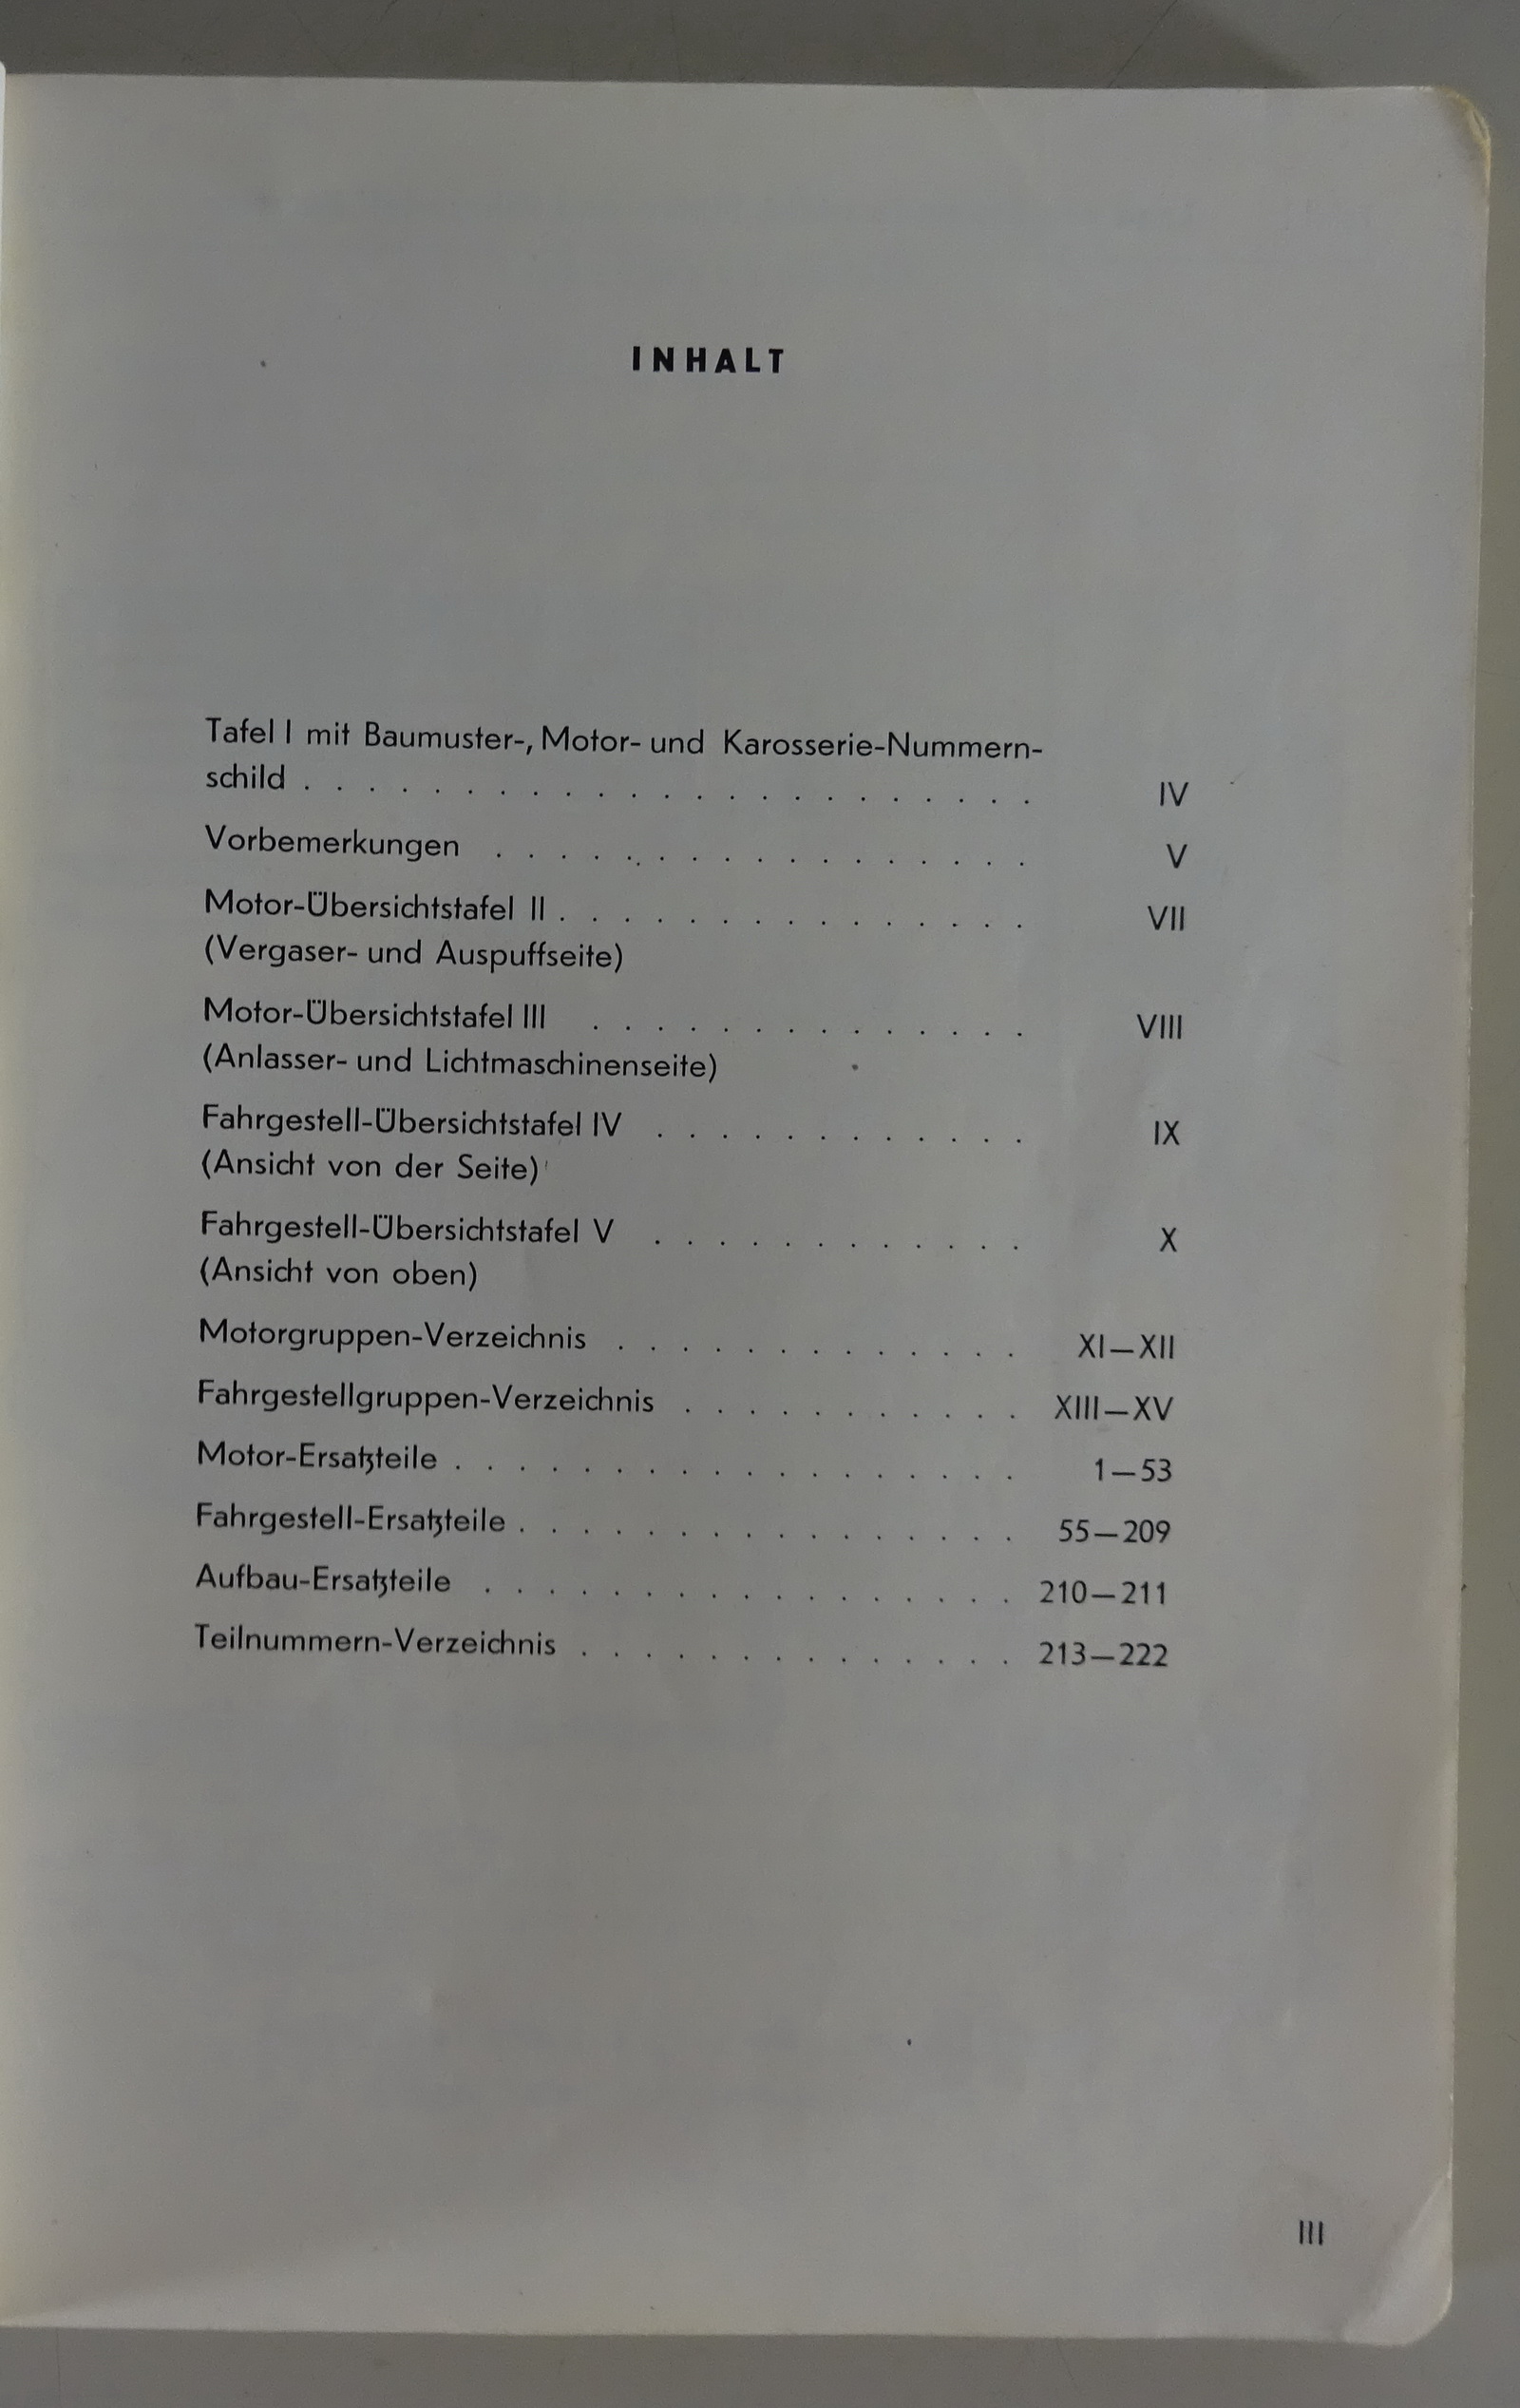 INHALT
Tafel I mit Baumuster-, Motor- und Karosserie-Nummern-
schild . . . . . . . . . . . . . . . . . . . . . . . IV
Vorbemerkungen . . . . . . . . . . . . . . . . . V
Motor-Übersichtstafel II . . . . . . . . . . . . . . . VII
(Vergaser- und Auspuffseite)
Motor-Übersichtstafel III . . . . . . . . . . . . . . VIII
(Anlasser- und Lichtmaschinenseite)
Fahrgestell-Übersichtstafel IV . . . . . . . . . . . . IX
(Ansicht von der Seite)
Fahrgestell-Übersichtstafel V . . . . . . . . . . . . X
(Ansicht von oben)
Motorgruppen-Verzeichnis . . . . . . . . . . . . . XI—XII
Fahrgestellgruppen-Verzeichnis . . . . . . . . . . . XIII—XV
Motor-Ersatzteile . . . . . . . . . . . . . . . . . . 1—53
Fahrgestell-Ersatzteile . . . . . . . . . . . . . . . . 55—209
Aufbau-Ersatzteile . . . . . . . . . . . . . . . . . 210—211
Teilnummern-Verzeichnis . . . . . . . . . . . . . . 213—222
III